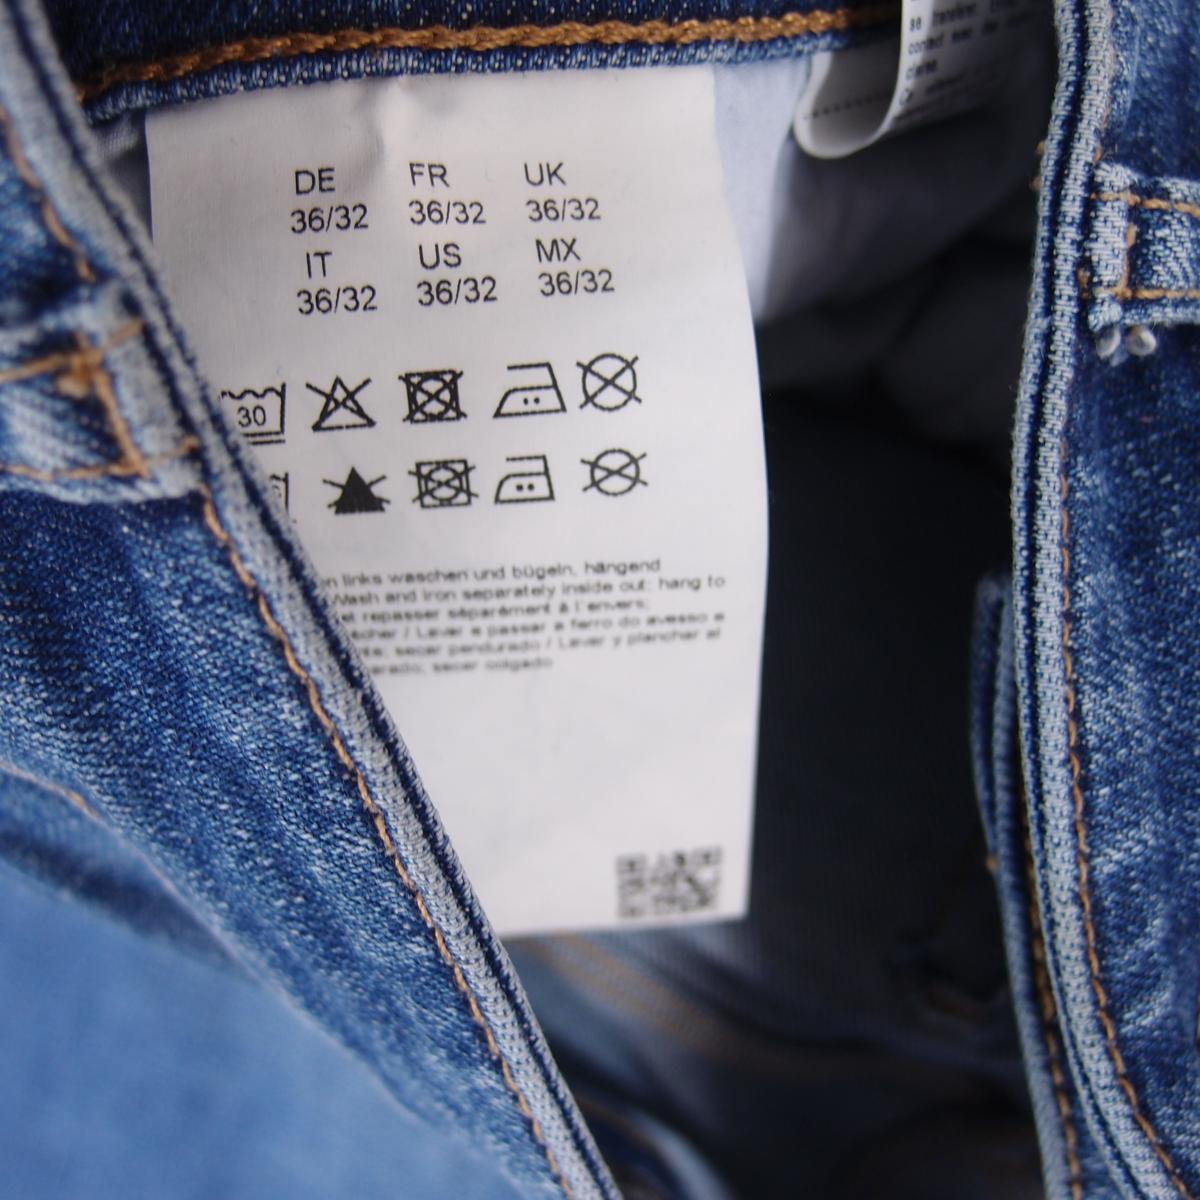 DE FR UK
36/32 36/32 36/32
IT US MX
36/32 36/32 36/32
30
n links waschen und bügeln, hängend
Wash and iron separately inside out; hang to
et repasser séparément à l'envers;
/ Lavar e passar a ferro do avesso e
secar pendurado / Lavar y planchar al
secar colgado